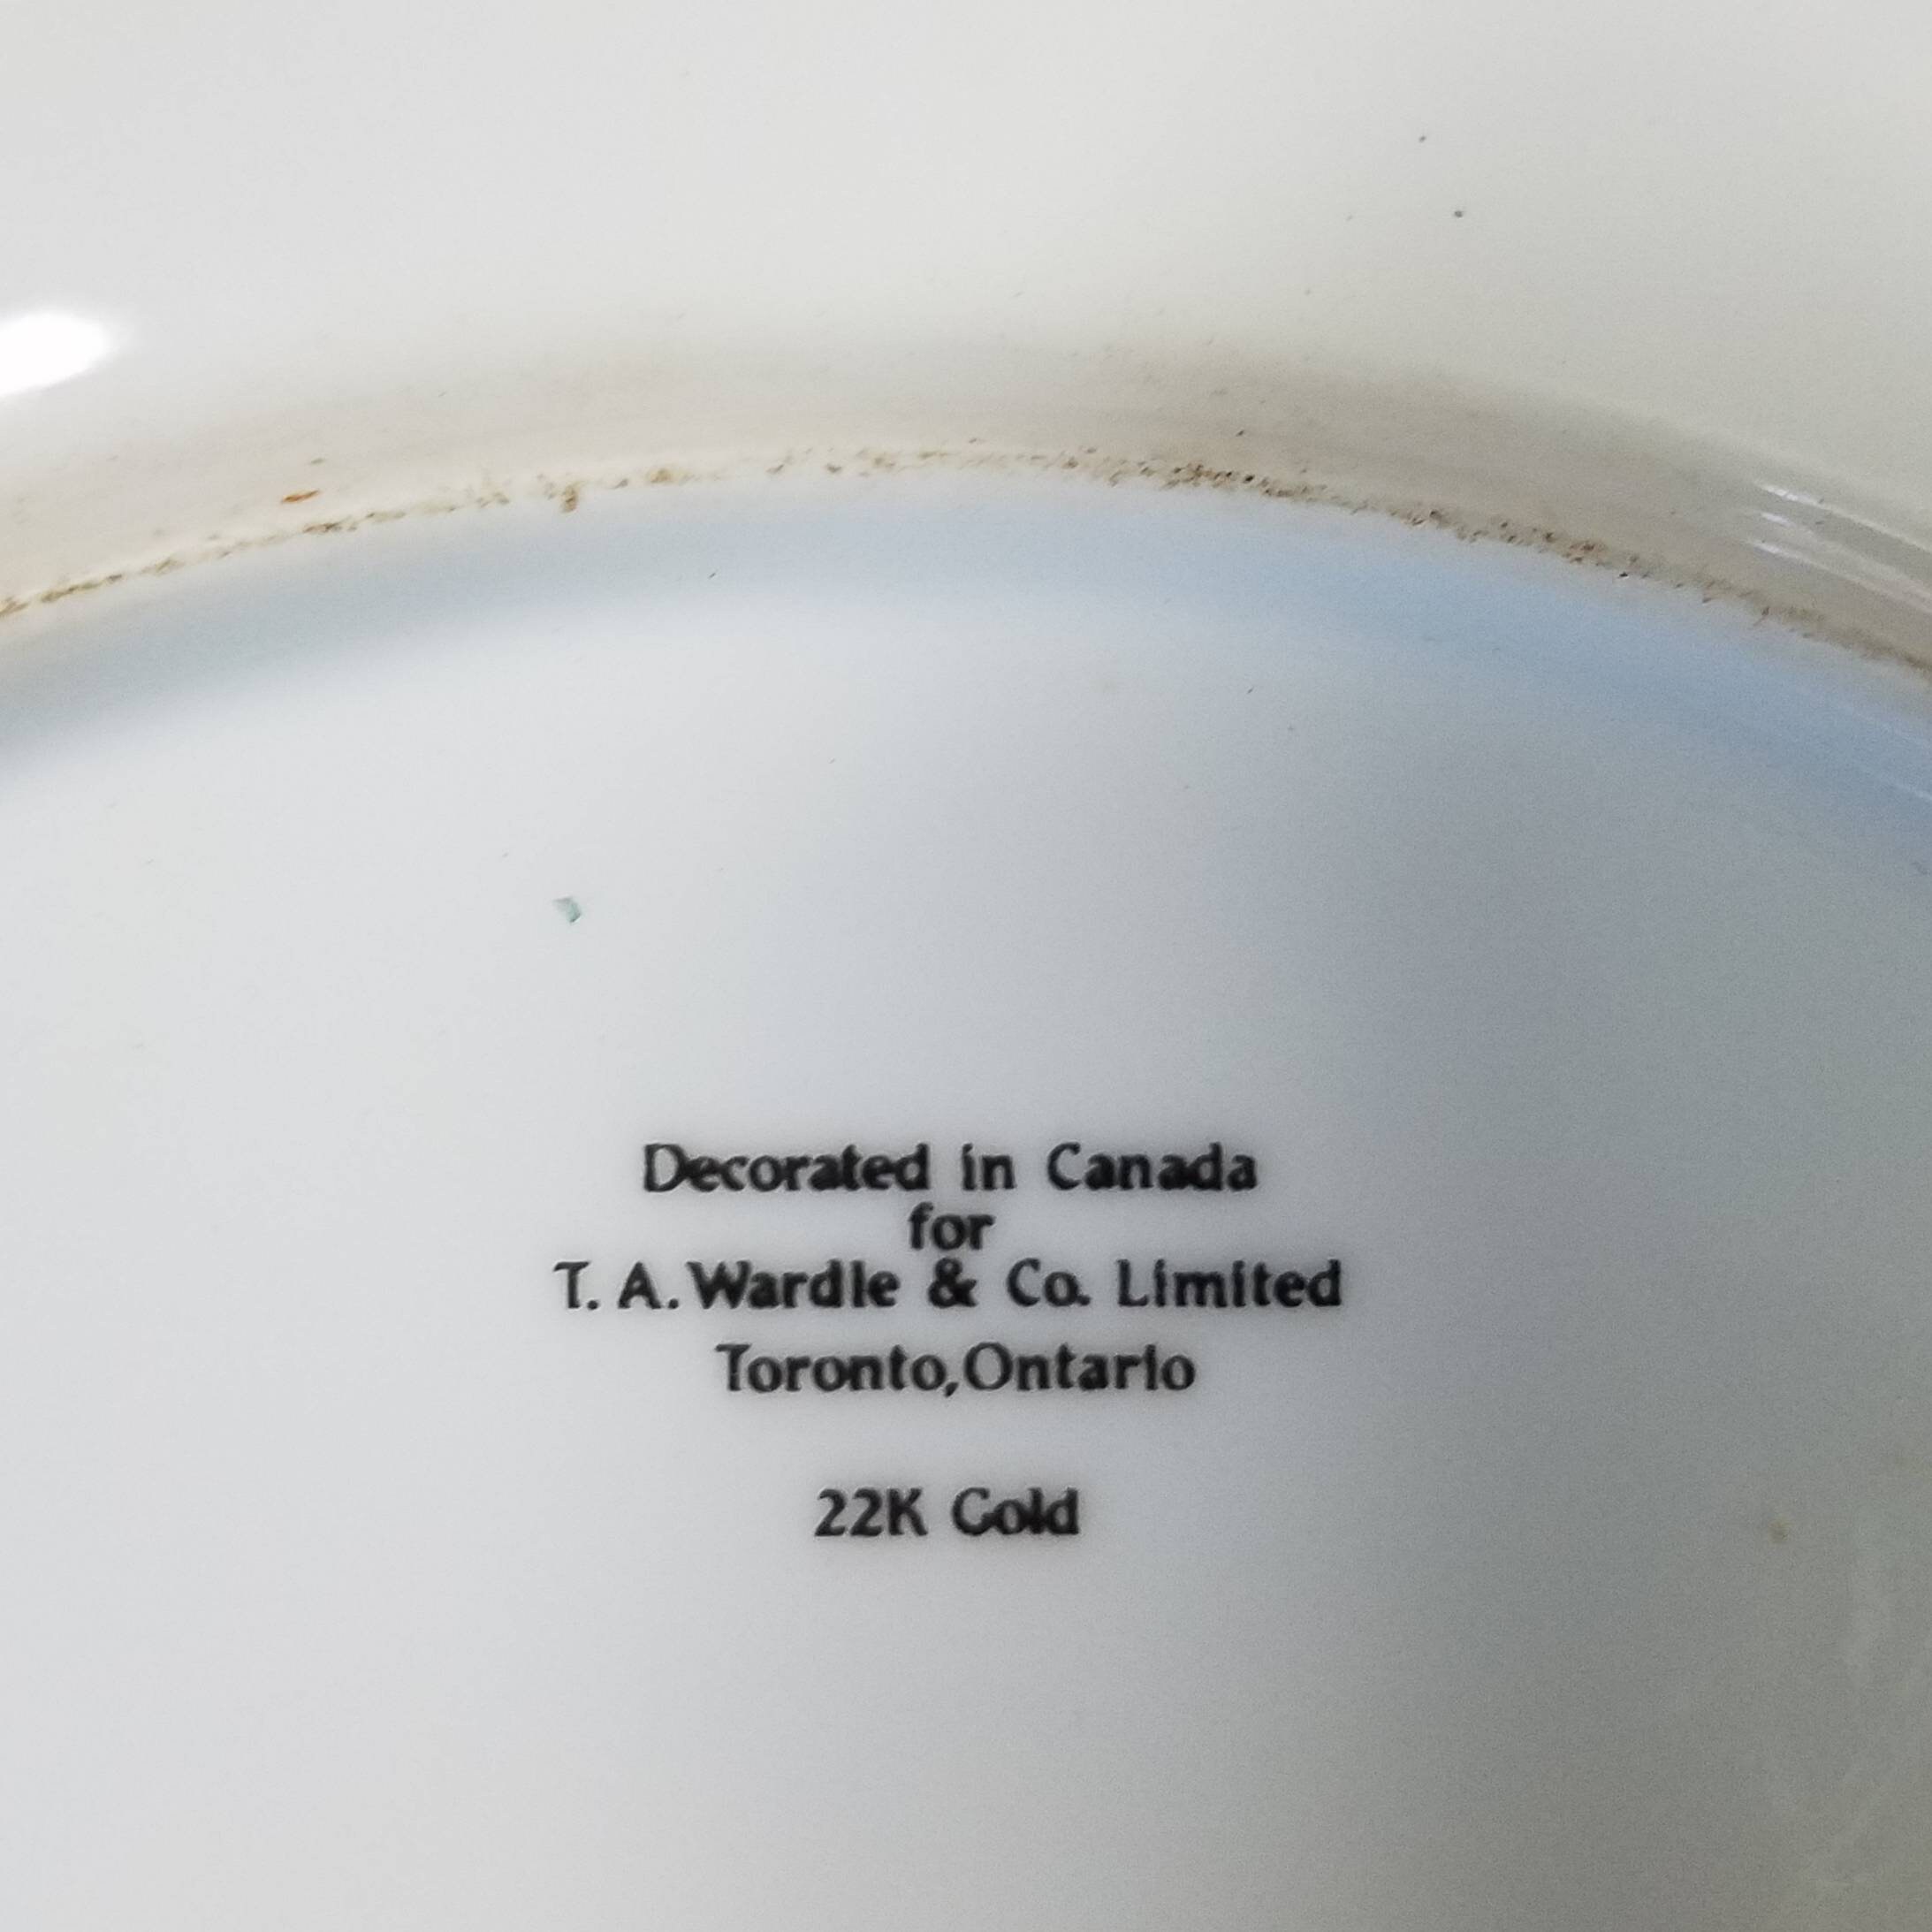 Decorated in Canada
for
T. A. Wardle & Co. Limited
Toronto, Ontario
22K Gold